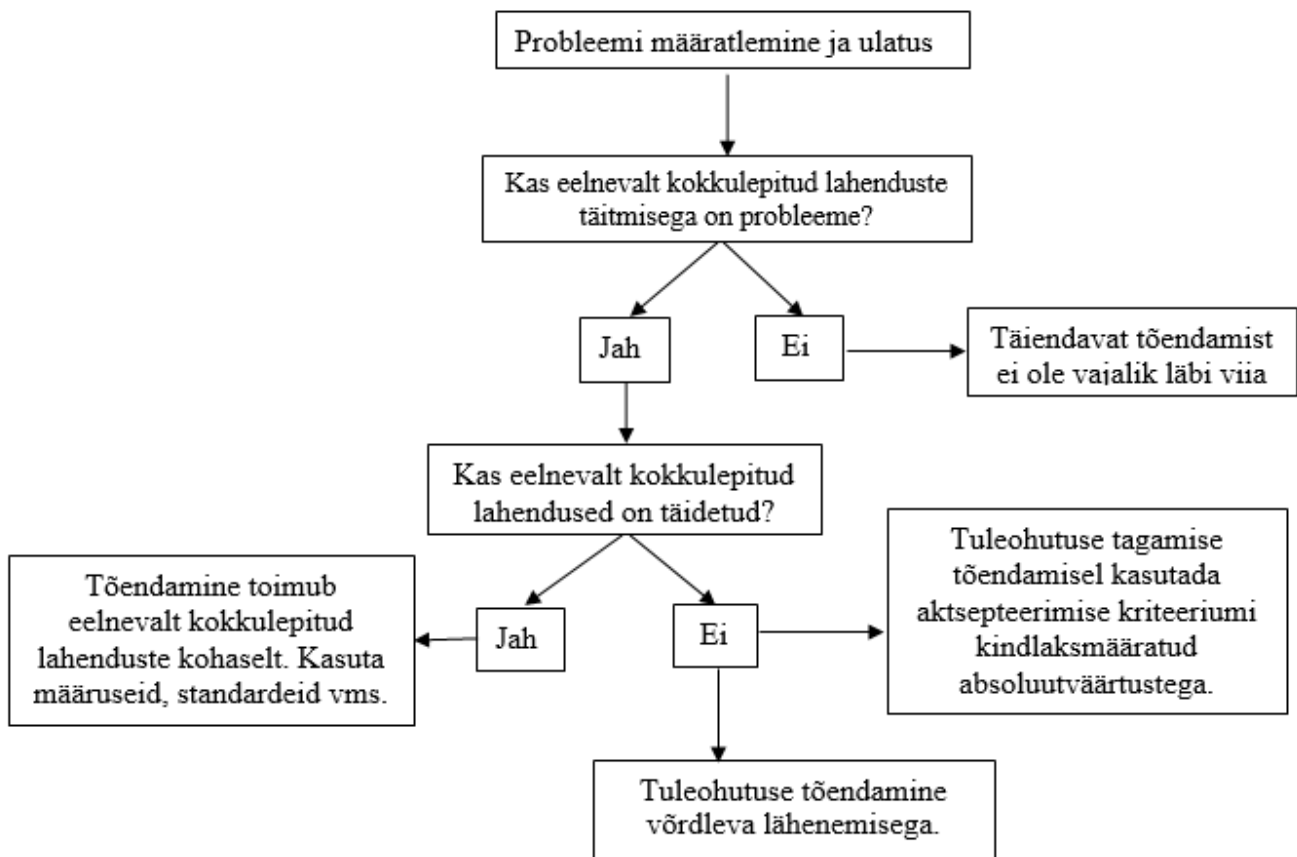 Probleemi määratlemine ja ulatus
Kas eelnevalt kokkulepitud lahenduste
täitmisega on probleeme?
Jah
Ei
Täiendavat tõendamist
ei ole vajalik läbi viia
Kas eelnevalt kokkulepitud
lahendused on täidetud?
Tõendamine toimub
eelnevalt kokkulepitud
lahenduste kohaselt. Kasuta
määruseid, standardeid vms.
Jah
Ei
Tuleohutuse tagamise
tõendamisel kasutada
aktsepteerimise kriteeriumi
kindlaksmääratud
absoluutväärtustega.
Tuleohutuse tõendamine
võrdleva lähenemisega.